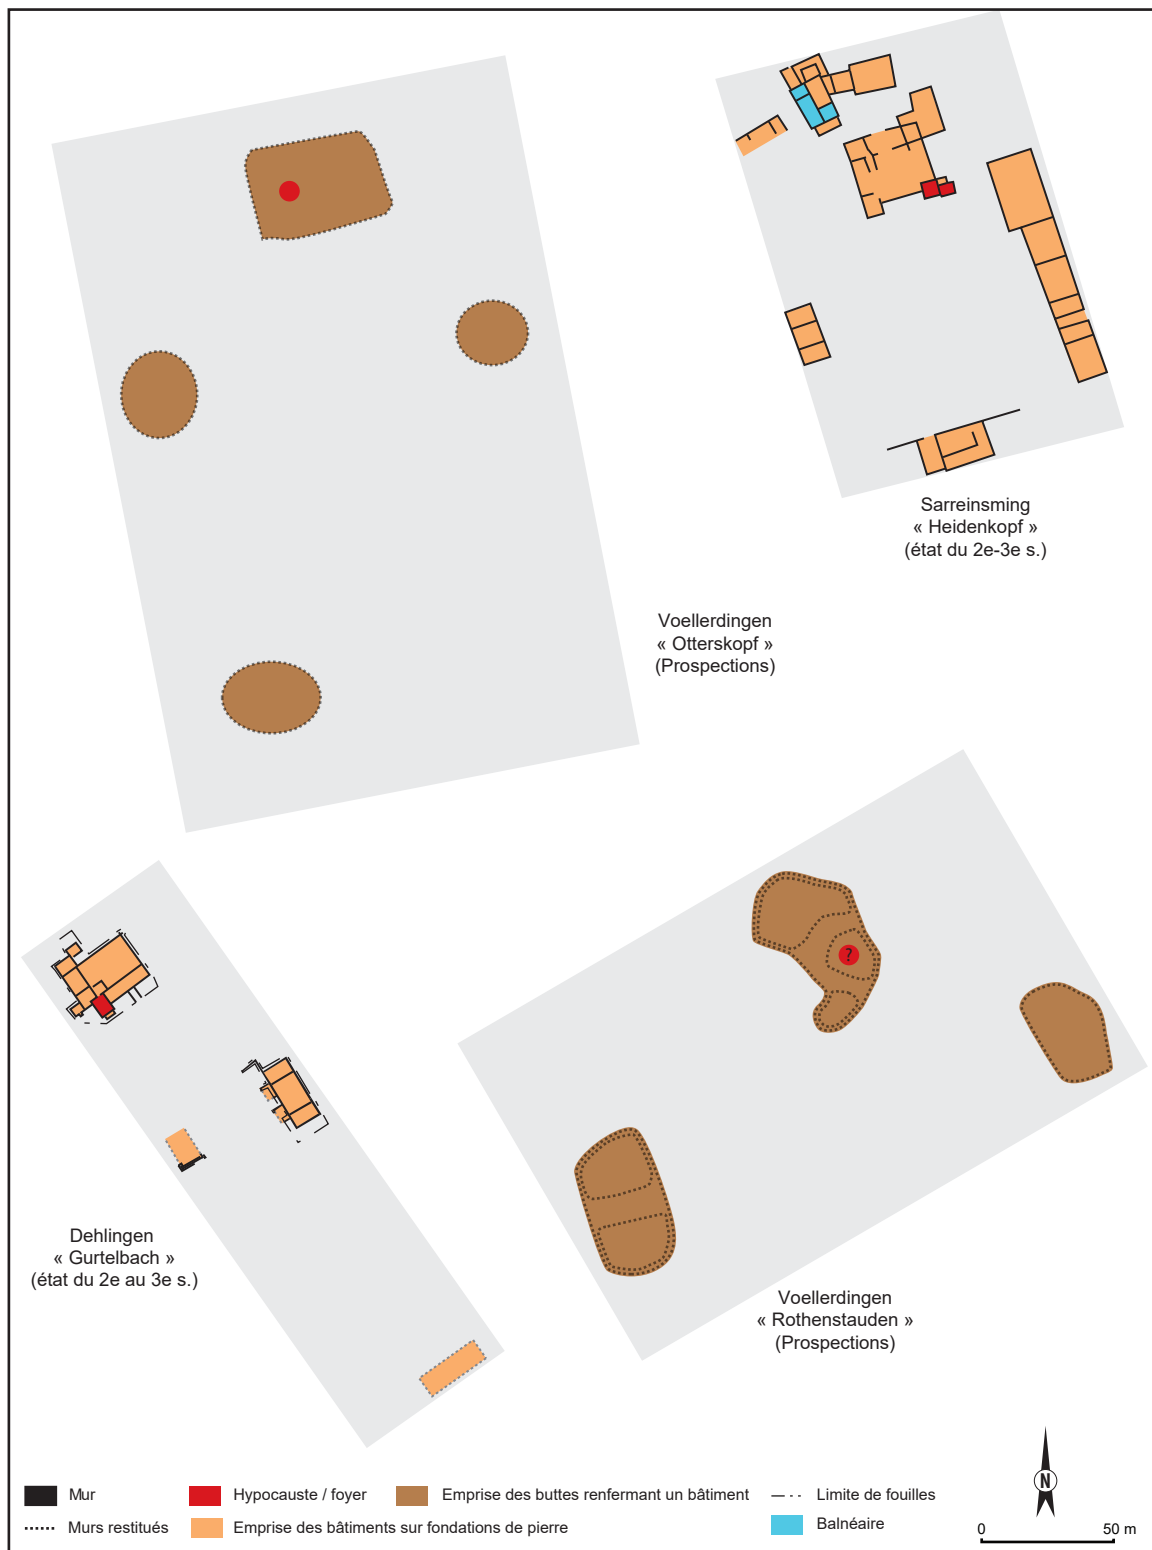 Sarreinsming
« Heidenkopf »
(état du 2e-3e s.)
Voellerdingen
« Otterskopf »
(Prospections)
?
Dehlingen
« Gurtelbach »
(état du 2e au 3e s.)
Voellerdingen
« Rothenstauden »
(Prospections)
N
Mur
Hypocauste / foyer
Emprise des buttes renfermant un bâtiment
Limite de fouilles
Murs restitués
Emprise des bâtiments sur fondations de pierre
Balnéaire
0 50 m